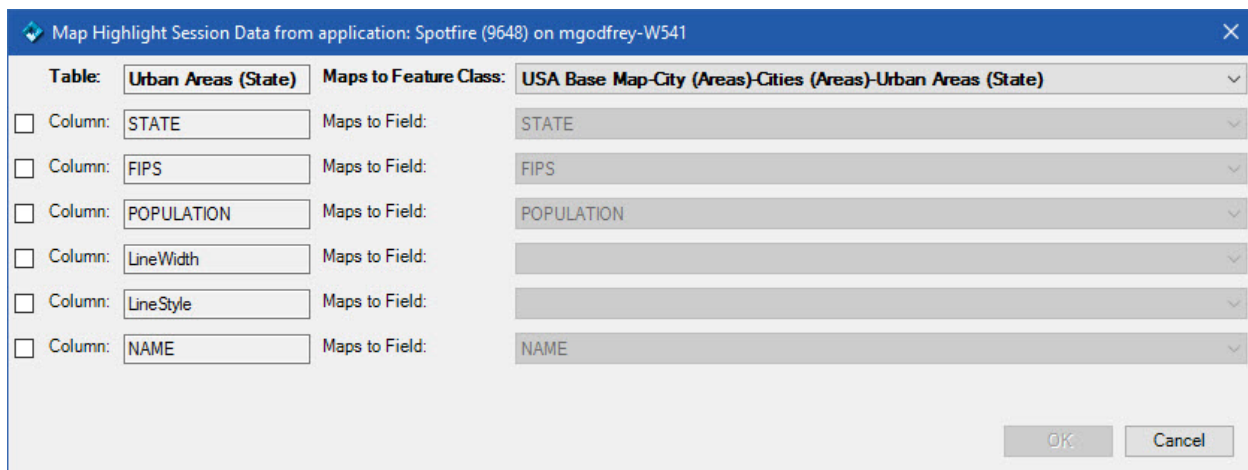 Map Highlight Session Data from application: Spotfire (9648) on mgodfrey-W541
Table: Urban Areas (State) Maps to Feature Class: USA Base Map-City (Areas)-Cities (Areas)-Urban Areas (State)
Column: STATE Maps to Field: STATE
Column: FIPS Maps to Field: FIPS
Column: POPULATION Maps to Field: POPULATION
Column: LineWidth Maps to Field:
Column: LineStyle Maps to Field:
Column: NAME Maps to Field: NAME
OK Cancel